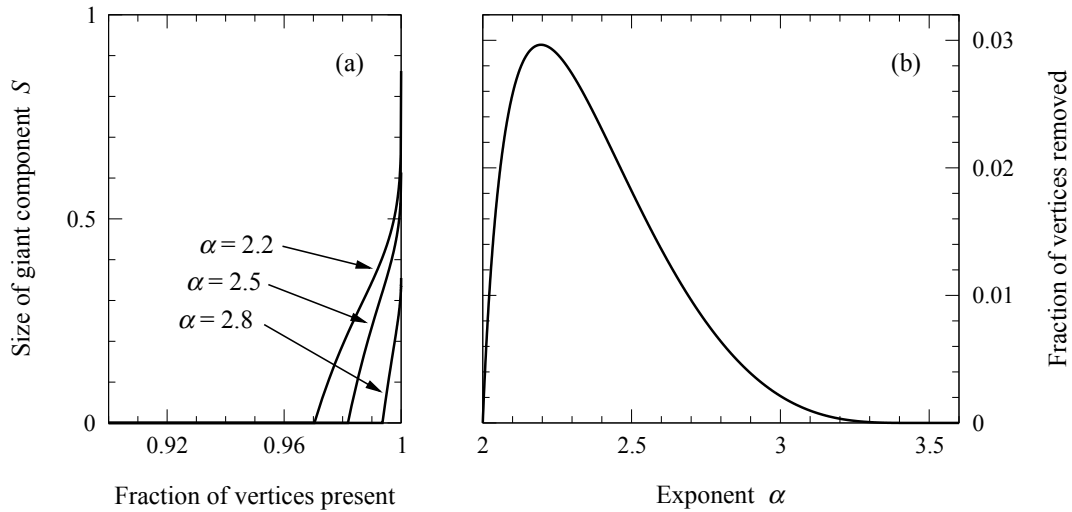 1
0.5
0
0.92
0.96
1
Size of giant component S
Fraction of vertices present
(a)
α = 2.2
α = 2.5
α = 2.8
(b)
0.03
0.02
0.01
0
2
2.5
3
3.5
Exponent α
Fraction of vertices removed